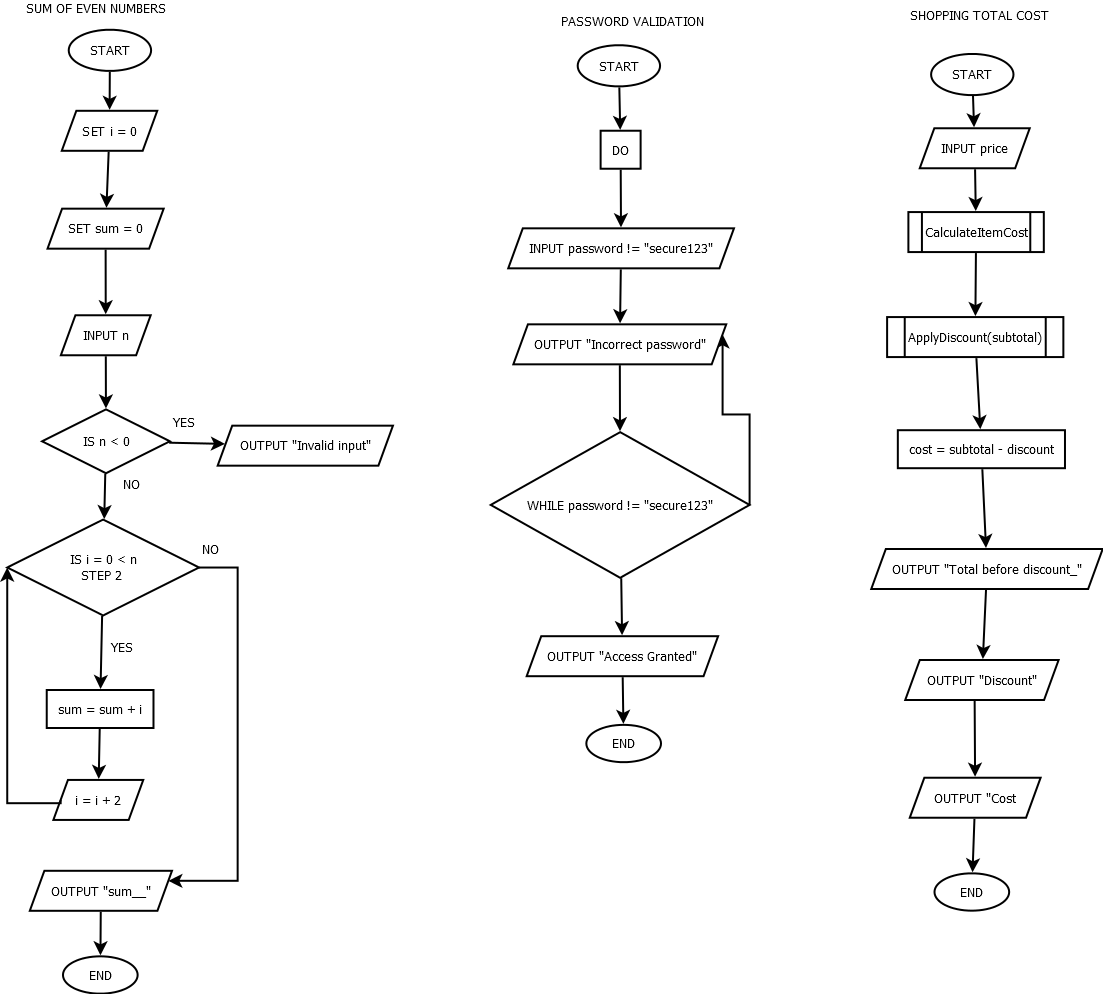 SUM OF EVEN NUMBERS
START
SET i = 0
SET sum = 0
INPUT n
IS n < 0
YES
OUTPUT "Invalid input"
NO
IS i = 0 < n
STEP 2
NO
YES
sum = sum + i
i = i + 2
OUTPUT "sum__"
END
PASSWORD VALIDATION
START
DO
INPUT password != "secure123"
OUTPUT "Incorrect password"
WHILE password != "secure123"
OUTPUT "Access Granted"
END
SHOPPING TOTAL COST
START
INPUT price
CalculateItemCost
ApplyDiscount(subtotal)
cost = subtotal - discount
OUTPUT "Total before discount_"
OUTPUT "Discount"
OUTPUT "Cost
END